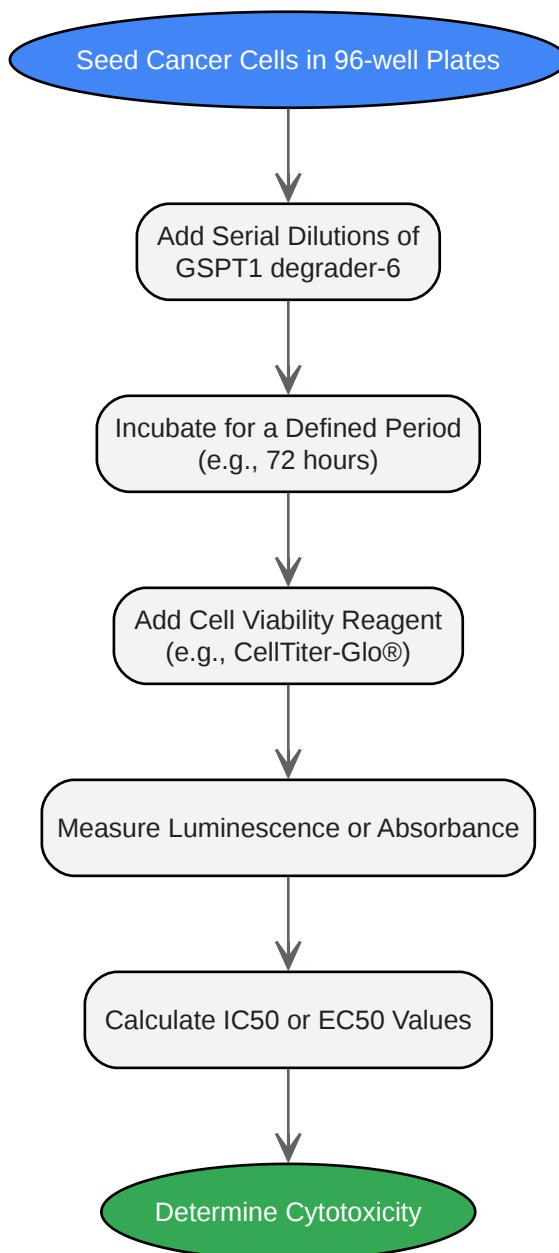 Seed Cancer Cells in 96-well Plates
Add Serial Dilutions of
GSPT1 degrader-6
Incubate for a Defined Period
(e.g., 72 hours)
Add Cell Viability Reagent
(e.g., CellTiter-Glo®)
Measure Luminescence or Absorbance
Calculate IC50 or EC50 Values
Determine Cytotoxicity